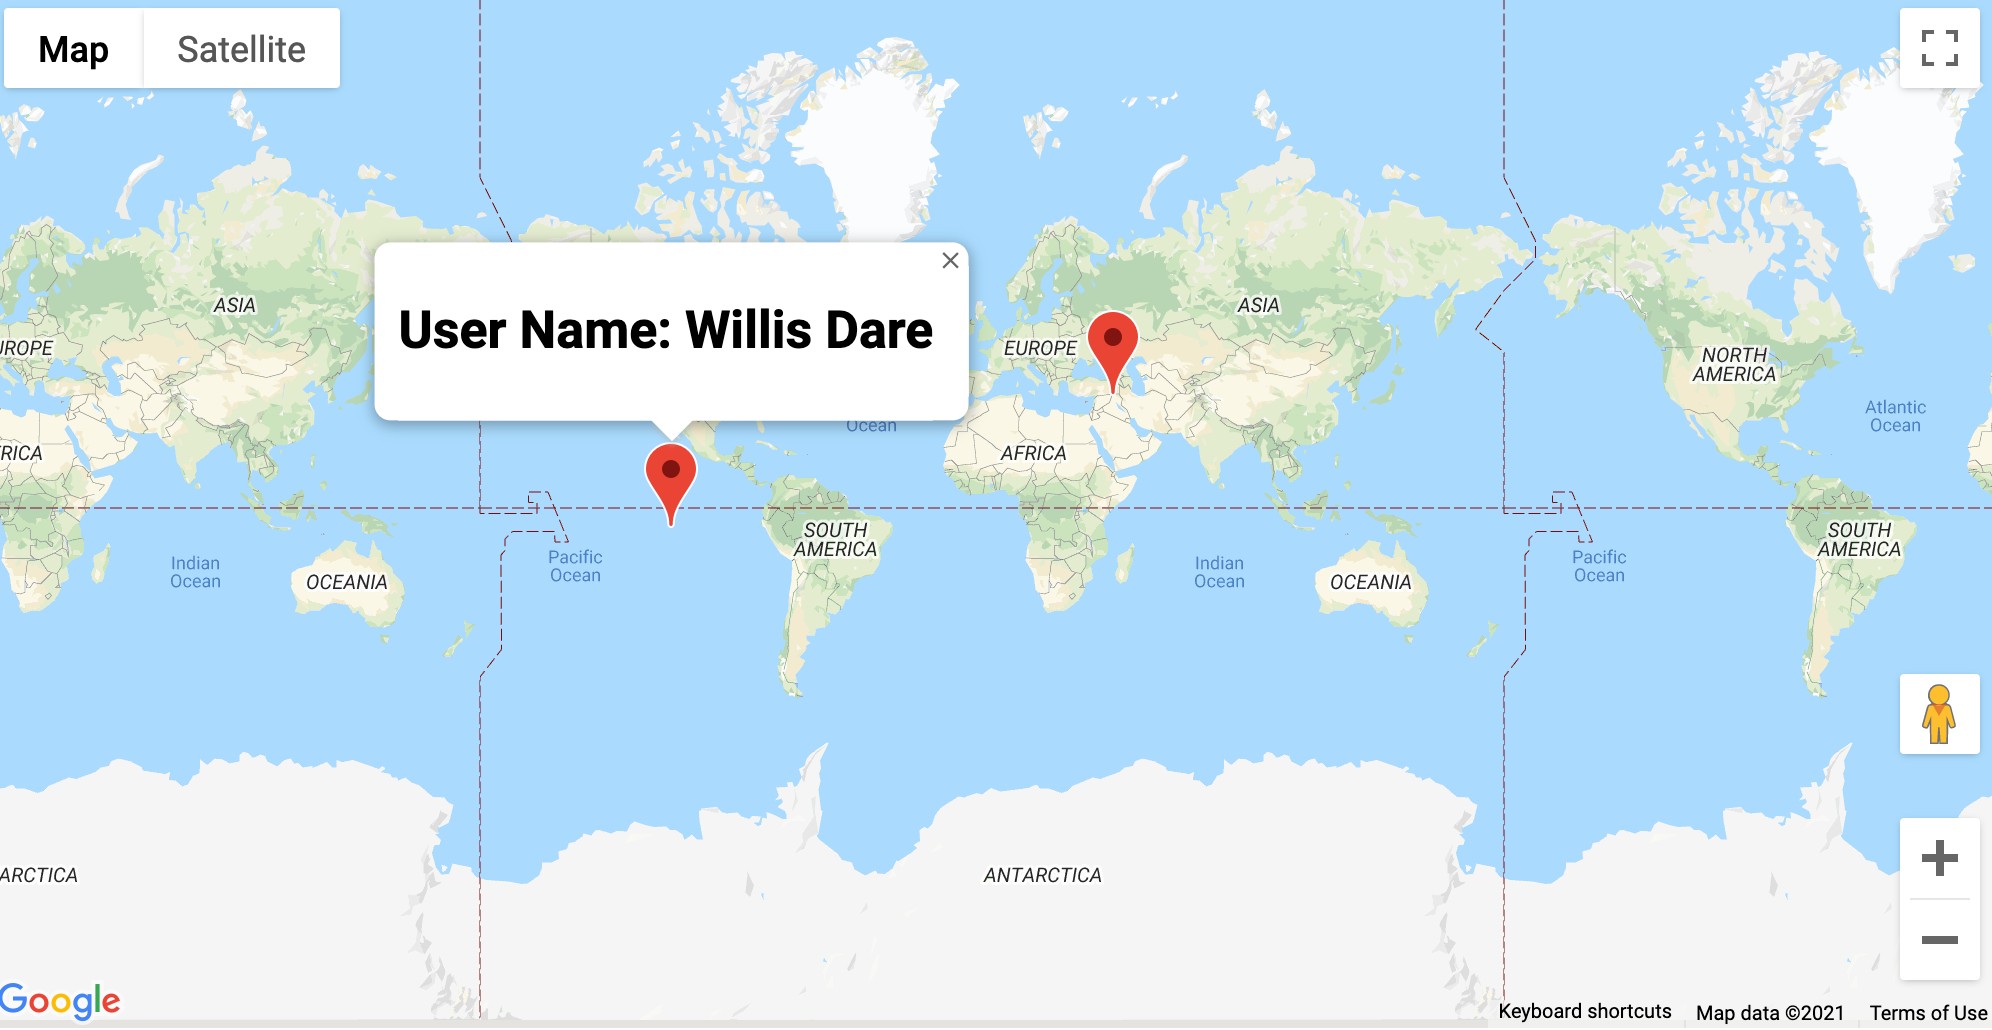 Map
Satellite
ASIA
ASIA
UROPE
User Name: Willis Dare
EUROPE
NORTH
AMERICA
Ocean
Atlantic
Ocean
RICA
AFRICA
SOUTH
AMERICA
SOUTH
AMERICA
Indian
Ocean
OCEANIA
Pacific
Ocean
Indian
Ocean
OCEANIA
Pacific
Ocean
ARCTICA
ANTARCTICA
Google
Keyboard shortcuts
Map data ©2021
Terms of Use